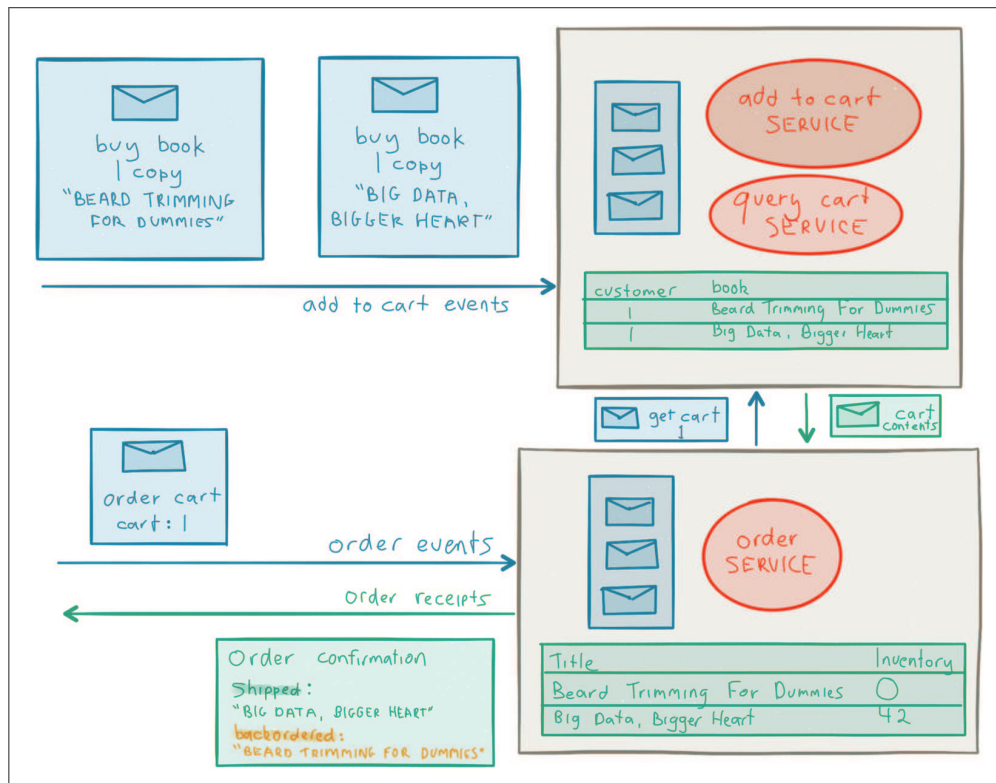 buy book
1 copy
"BEARD TRIMMING
FOR DUMMIES"
buy book
1 copy
"BIG DATA,
BIGGER HEART"
add to cart events
add to cart
SERVICE
query cart
SERVICE
customer book
1 Beard Trimming For Dummies
1 Big Data, Bigger Heart
get cart
1
cart
contents
order cart
cart: 1
order events
order receipts
order
SERVICE
Order confirmation
Shipped:
"BIG DATA, BIGGER HEART"
backordered:
"BEARD TRIMMING FOR DUMMIES"
Title Inventory
Beard Trimming For Dummies 0
Big Data, Bigger Heart 42